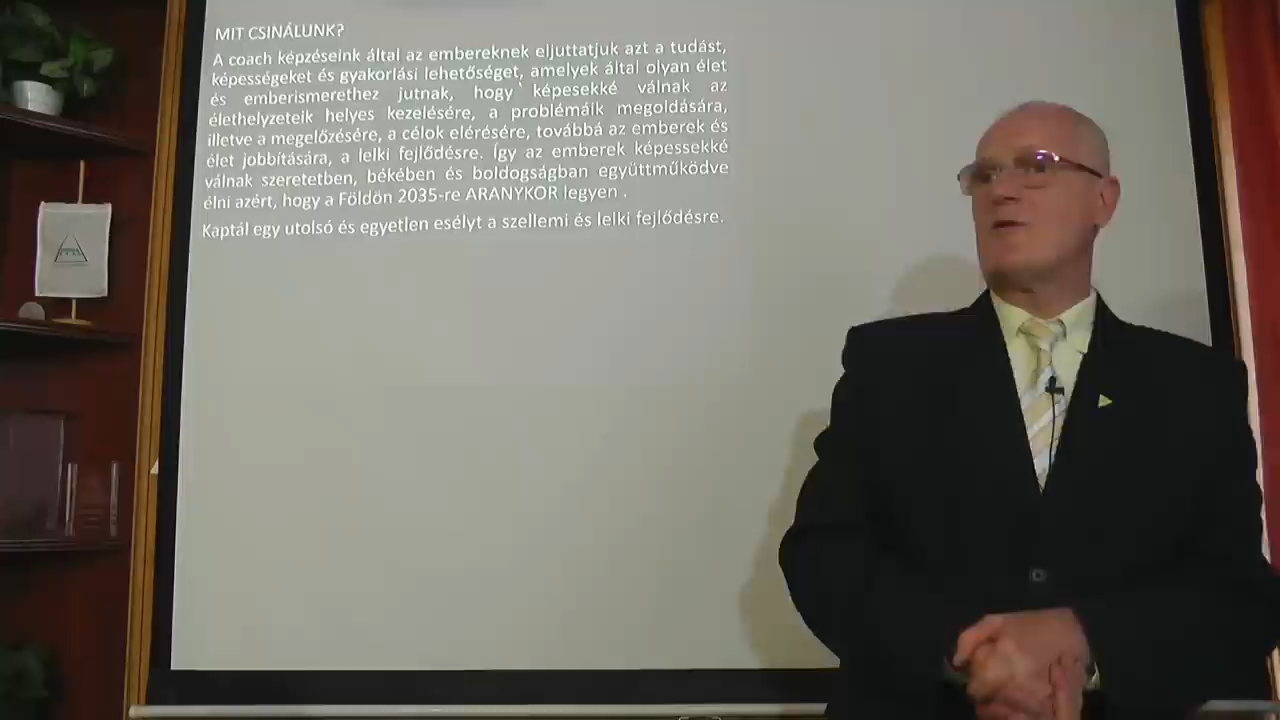 MIT CSINÁLUNK?
A coach képzéseink által az embereknek eljuttatjuk azt a tudást,
képességeket és gyakorlási lehetőséget, amelyek által olyan élet
és emberismerethez jutnak, hogy képesekké válnak az
élethelyzeteik helyes kezelésére, a problémáik megoldására,
illetve a megelőzésére, a célok elérésére, továbbá az emberek és
élet jobbítására, a lelki fejlődésre. Így az emberek képessekké
válnak szeretetben, békében és boldogságban együttműködve
élni azért, hogy a Földön 2035-re ARANYKOR legyen .
Kaptál egy utolsó és egyetlen esélyt a szellemi és lelki fejlődésre.